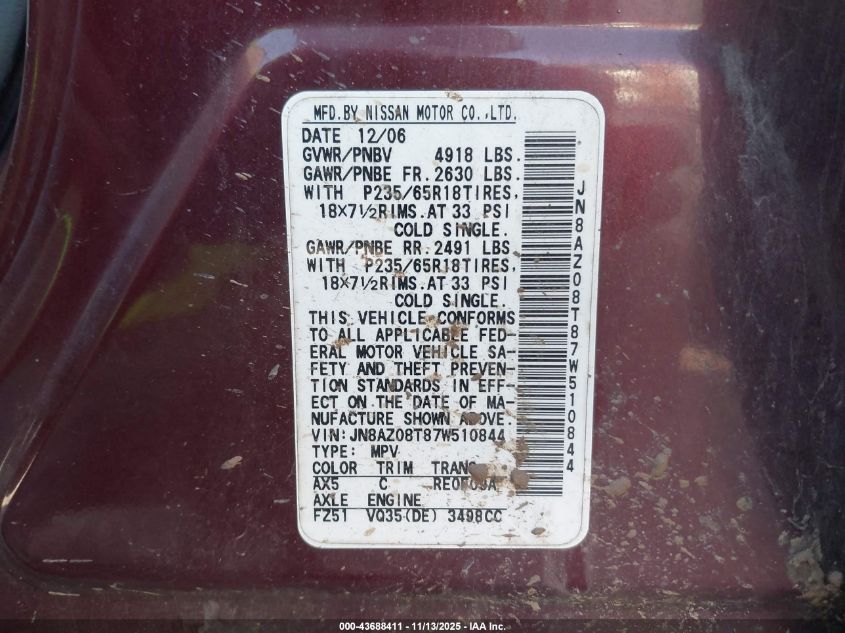 MFD.BY NISSAN MOTOR CO.,LTD.
DATE 12/06
GVWR/PNBV 4918 LBS.
GAWR/PNBE FR. 2630 LBS.
WITH P235/65R18TIRES,
18X7½RIMS.AT 33 PSI
COLD SINGLE.
GAWR/PNBE RR. 2491 LBS.
WITH P235/65R18TIRES,
18X7½RIMS.AT 33 PSI
COLD SINGLE.
THIS VEHICLE CONFORMS
TO ALL APPLICABLE FED-
ERAL MOTOR VEHICLE SA-
FETY AND THEFT PREVEN-
TION STANDARDS IN EFF-
ECT ON THE DATE OF MA-
NUFACTURE SHOWN ABOVE.
VIN:JN8AZ08T87W510844
TYPE: MPV
COLOR TRIM TRANS
AX5 C
AXLE ENGINE
FZ51 VQ35(DE) 3498CC
JN8AZ08T87W510844
000-43688411 - 11/13/2025 - IAA Inc.